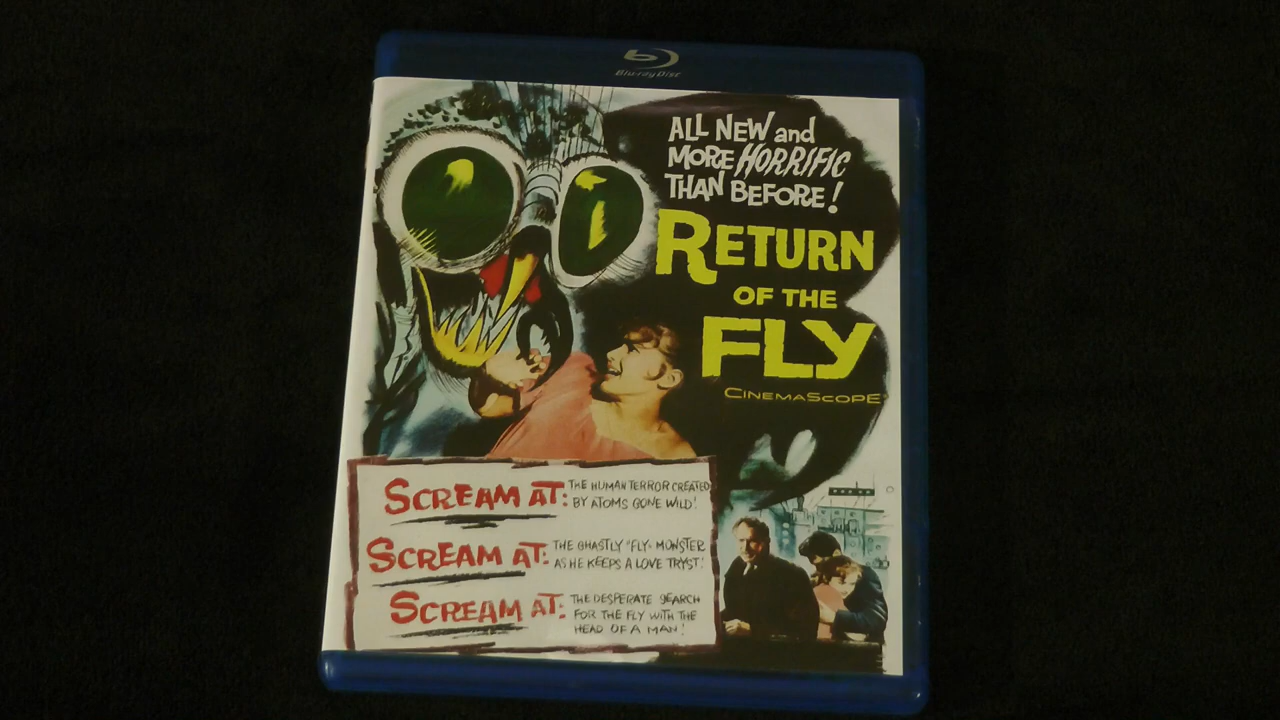 Blu-ray Disc
ALL NEW and
MORE HORRIFIC
THAN BEFORE!
RETURN
OF THE
FLY
CINEMASCOPE
SCREAM AT: THE HUMAN TERROR CREATED
BY ATOMS GONE WILD!
SCREAM AT: THE GHASTLY "FLY- MONSTER
AS HE KEEPS A LOVE TRYST!
SCREAM AT: THE DESPERATE SEARCH
FOR THE FLY WITH THE
HEAD OF A MAN!